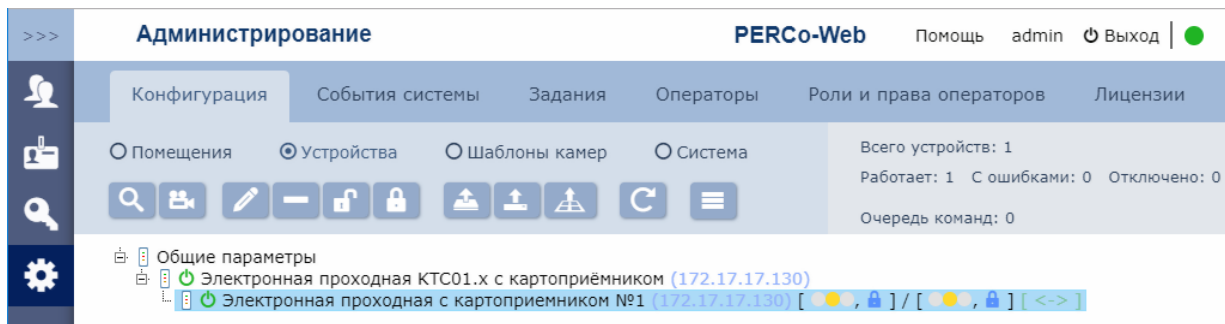 >>> Администрирование PERCo-Web Помощь admin Выход
Конфигурация События системы Задания Операторы Роли и права операторов Лицензии
Помещения Устройства Шаблоны камер Система
Всего устройств: 1
Работает: 1 С ошибками: 0 Отключено: 0
Очередь команд: 0
Общие параметры
Электронная проходная КТС01.x с картоприёмником (172.17.17.130)
Электронная проходная с картоприемником №1 (172.17.17.130) [ , ] / [ , ] [ <-> ]